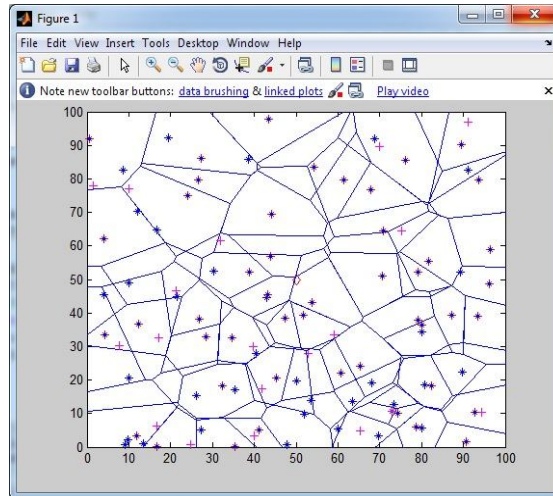 Figure 1
File Edit View Insert Tools Desktop Window Help
Note new toolbar buttons: data brushing & linked plots Play video
100
90
80
70
60
50
40
30
20
10
0
0 10 20 30 40 50 60 70 80 90 100